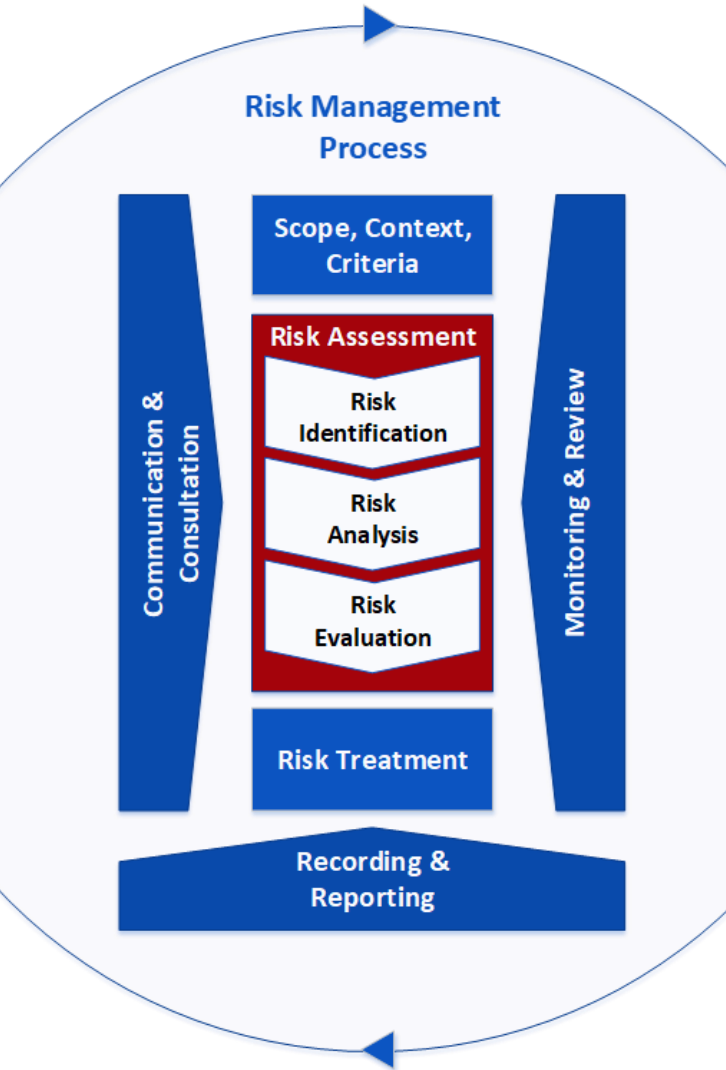 Risk Management
Process
Scope, Context,
Criteria
Risk Assessment
Risk
Identification
Risk
Analysis
Risk
Evaluation
Risk Treatment
Communication &
Consultation
Monitoring & Review
Recording &
Reporting